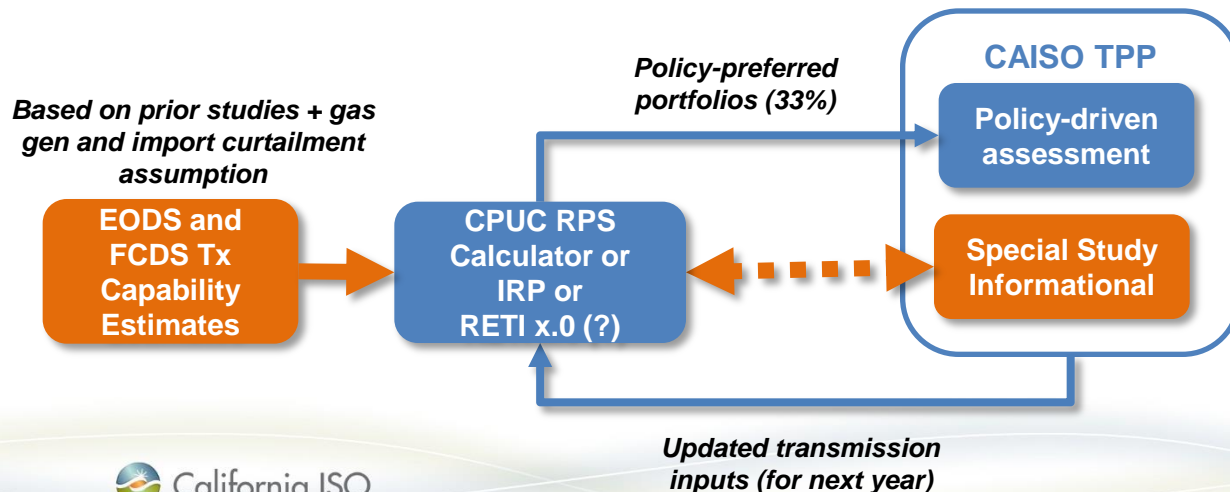 CAISO TPP
Policy-preferred
portfolios (33%)
Policy-driven
assessment
Based on prior studies + gas
gen and import curtailment
assumption
EODS and
FCDS Tx
Capability
Estimates
CPUC RPS
Calculator or
IRP or
RETI x.0 (?)
Special Study
Informational
Updated transmission
inputs (for next year)
California ISO